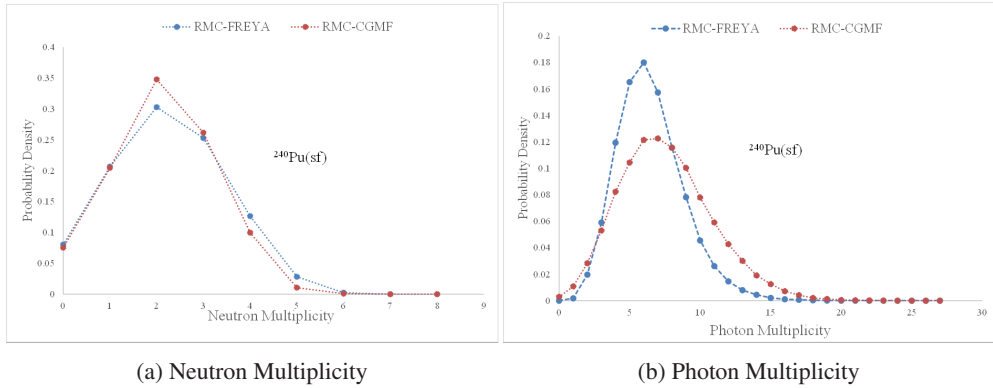 RMC-FREYA RMC-CGMF
0.4
0.35
0.3
0.25
0.2
0.15
0.1
0.05
0
Probability Density
²⁴⁰Pu(sf)
0 1 2 3 4 5 6 7 8 9
Neutron Multiplicity
(a) Neutron Multiplicity
RMC-FREYA RMC-CGMF
0.2
0.18
0.16
0.14
0.12
0.1
0.08
0.06
0.04
0.02
0
Probability Density
²⁴⁰Pu(sf)
0 5 10 15 20 25 30
Photon Multiplicity
(b) Photon Multiplicity